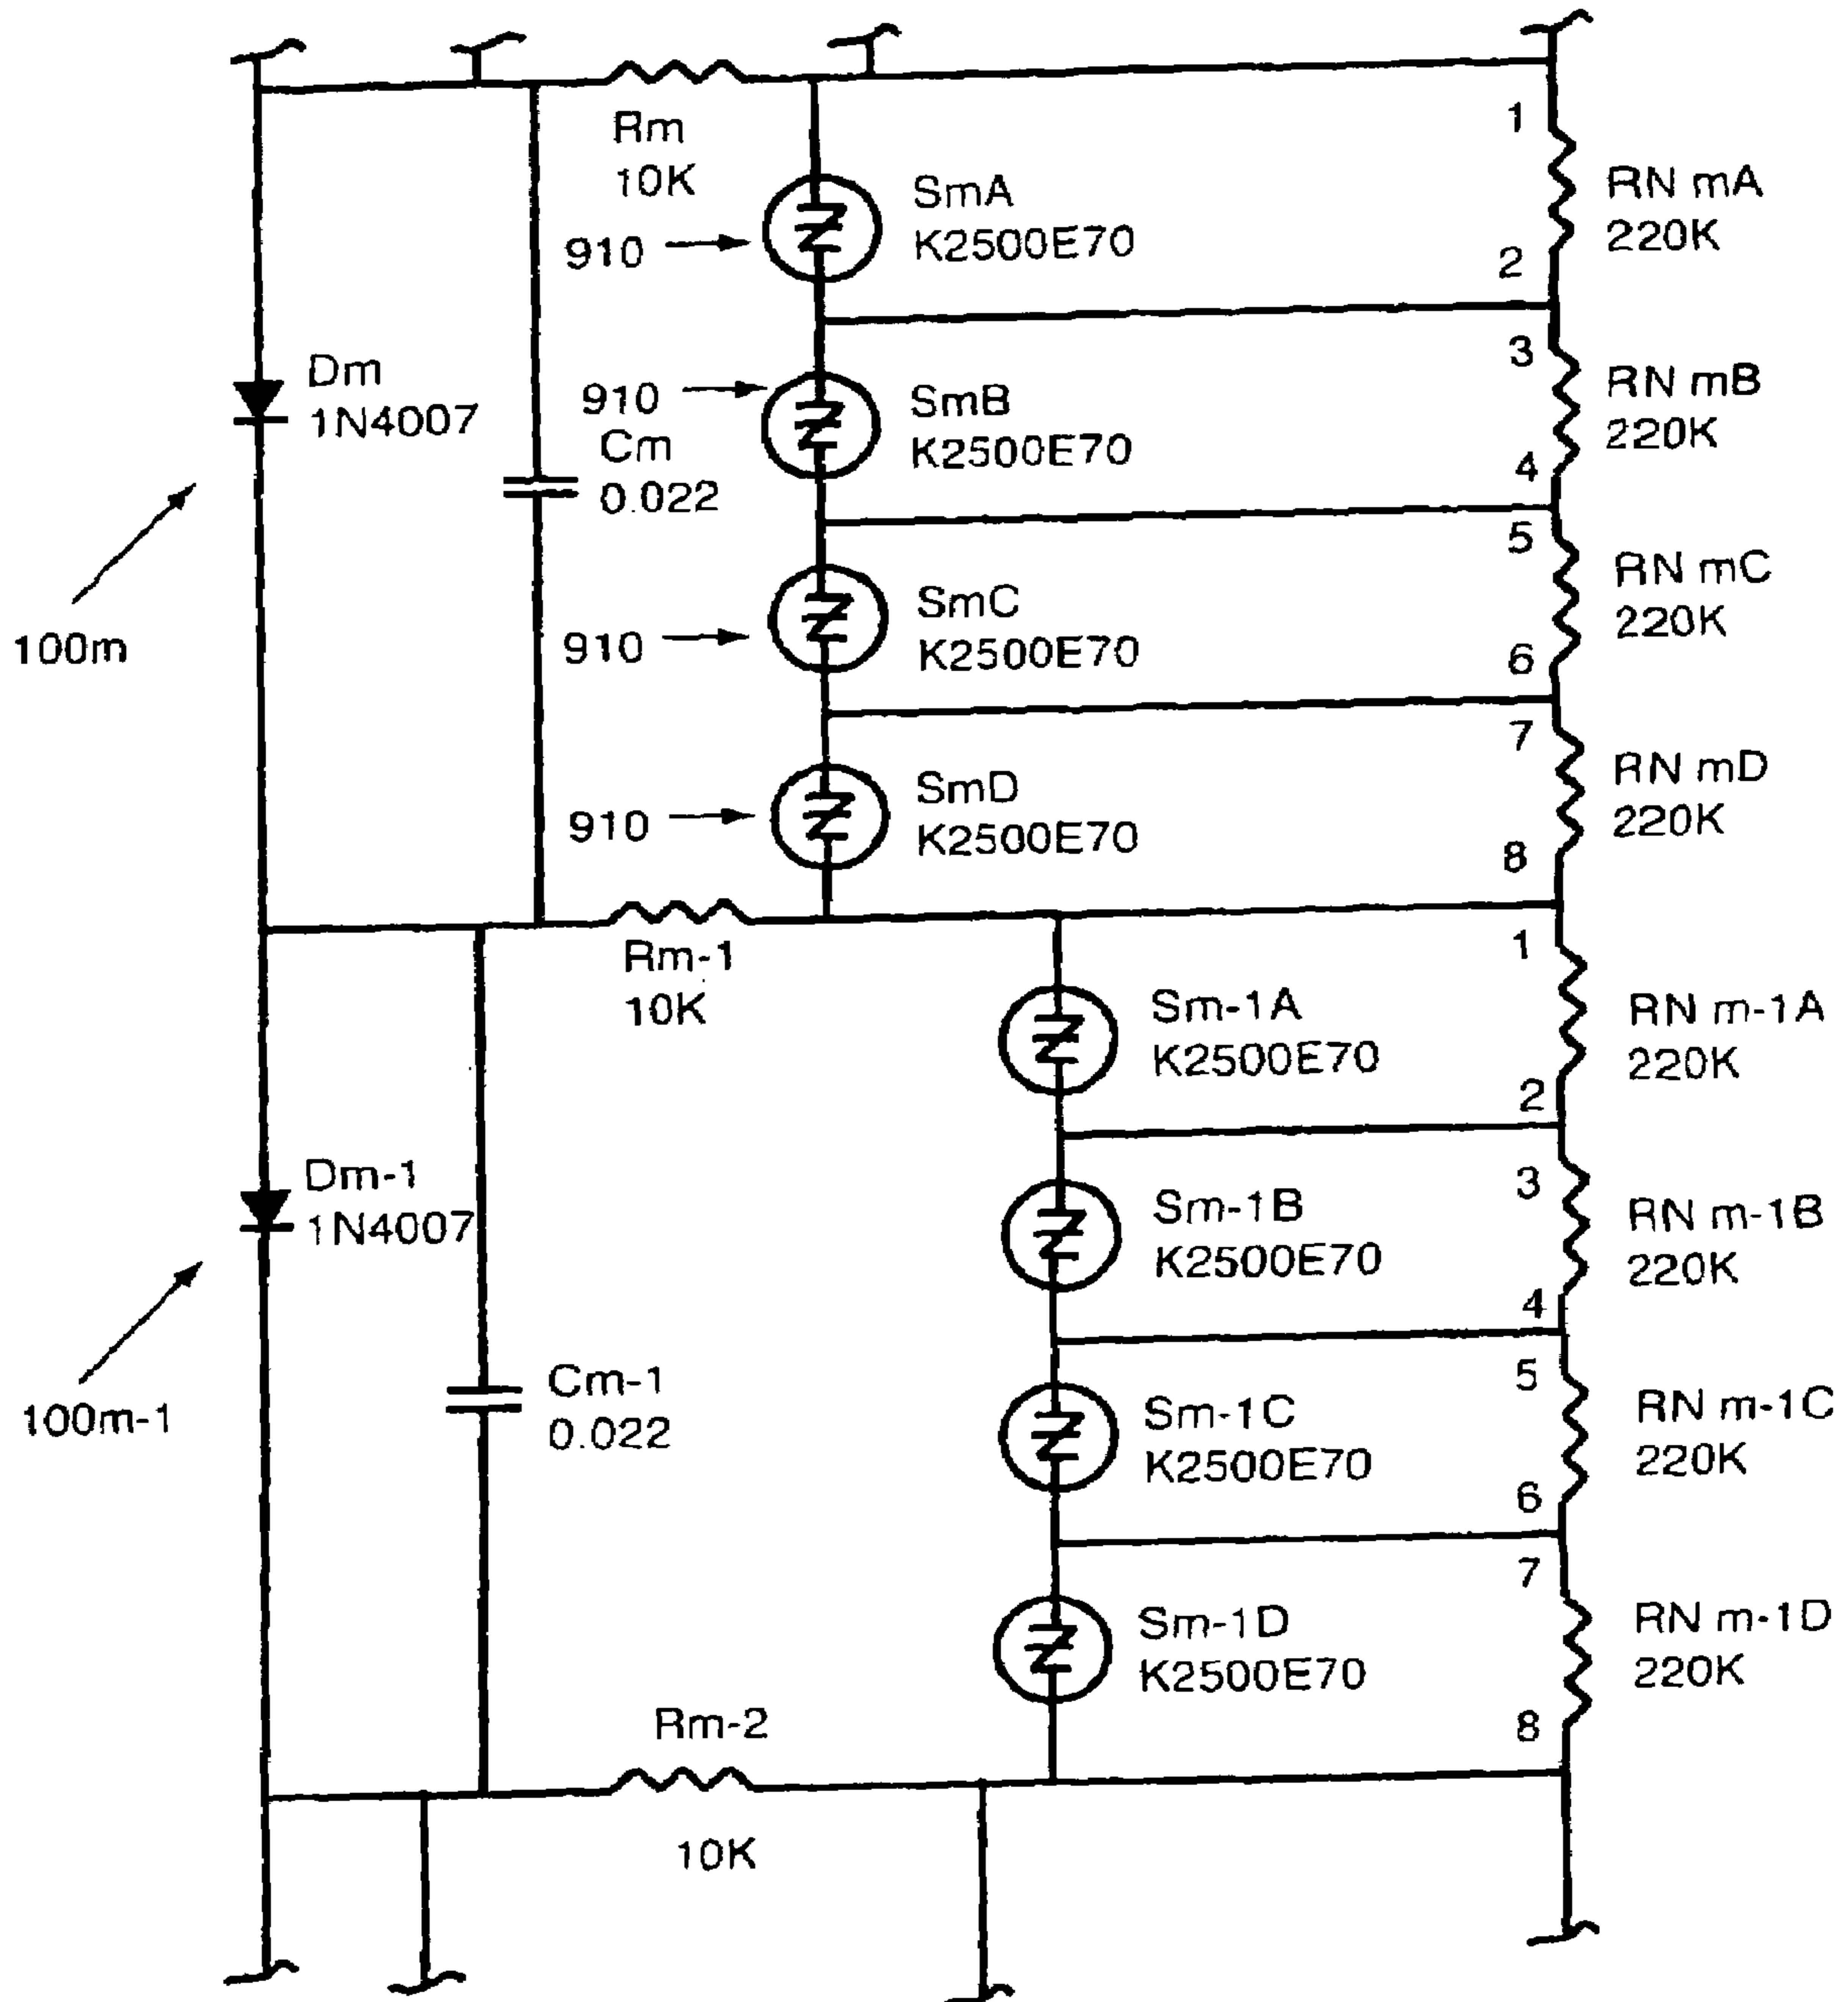 Rm
10K
1
SmA
K2500E70
910
RN mA
220K
2
3
Dm
1N4007
910
SmB
K2500E70
RN mB
220K
Cm
0.022
4
5
100m
SmC
K2500E70
910
RN mC
220K
6
7
SmD
K2500E70
910
RN mD
220K
8
Rm-1
10K
1
Sm-1A
K2500E70
RN m-1A
220K
2
3
Dm-1
1N4007
Sm-1B
K2500E70
RN m-1B
220K
4
5
100m-1
Cm-1
0.022
Sm-1C
K2500E70
RN m-1C
220K
6
7
Sm-1D
K2500E70
RN m-1D
220K
8
Rm-2
10K